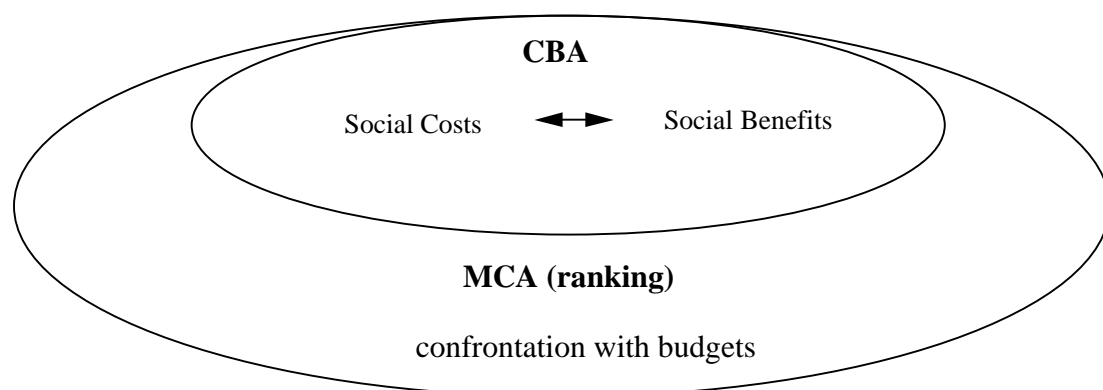 CBA
Social Costs Social Benefits
MCA (ranking)
confrontation with budgets